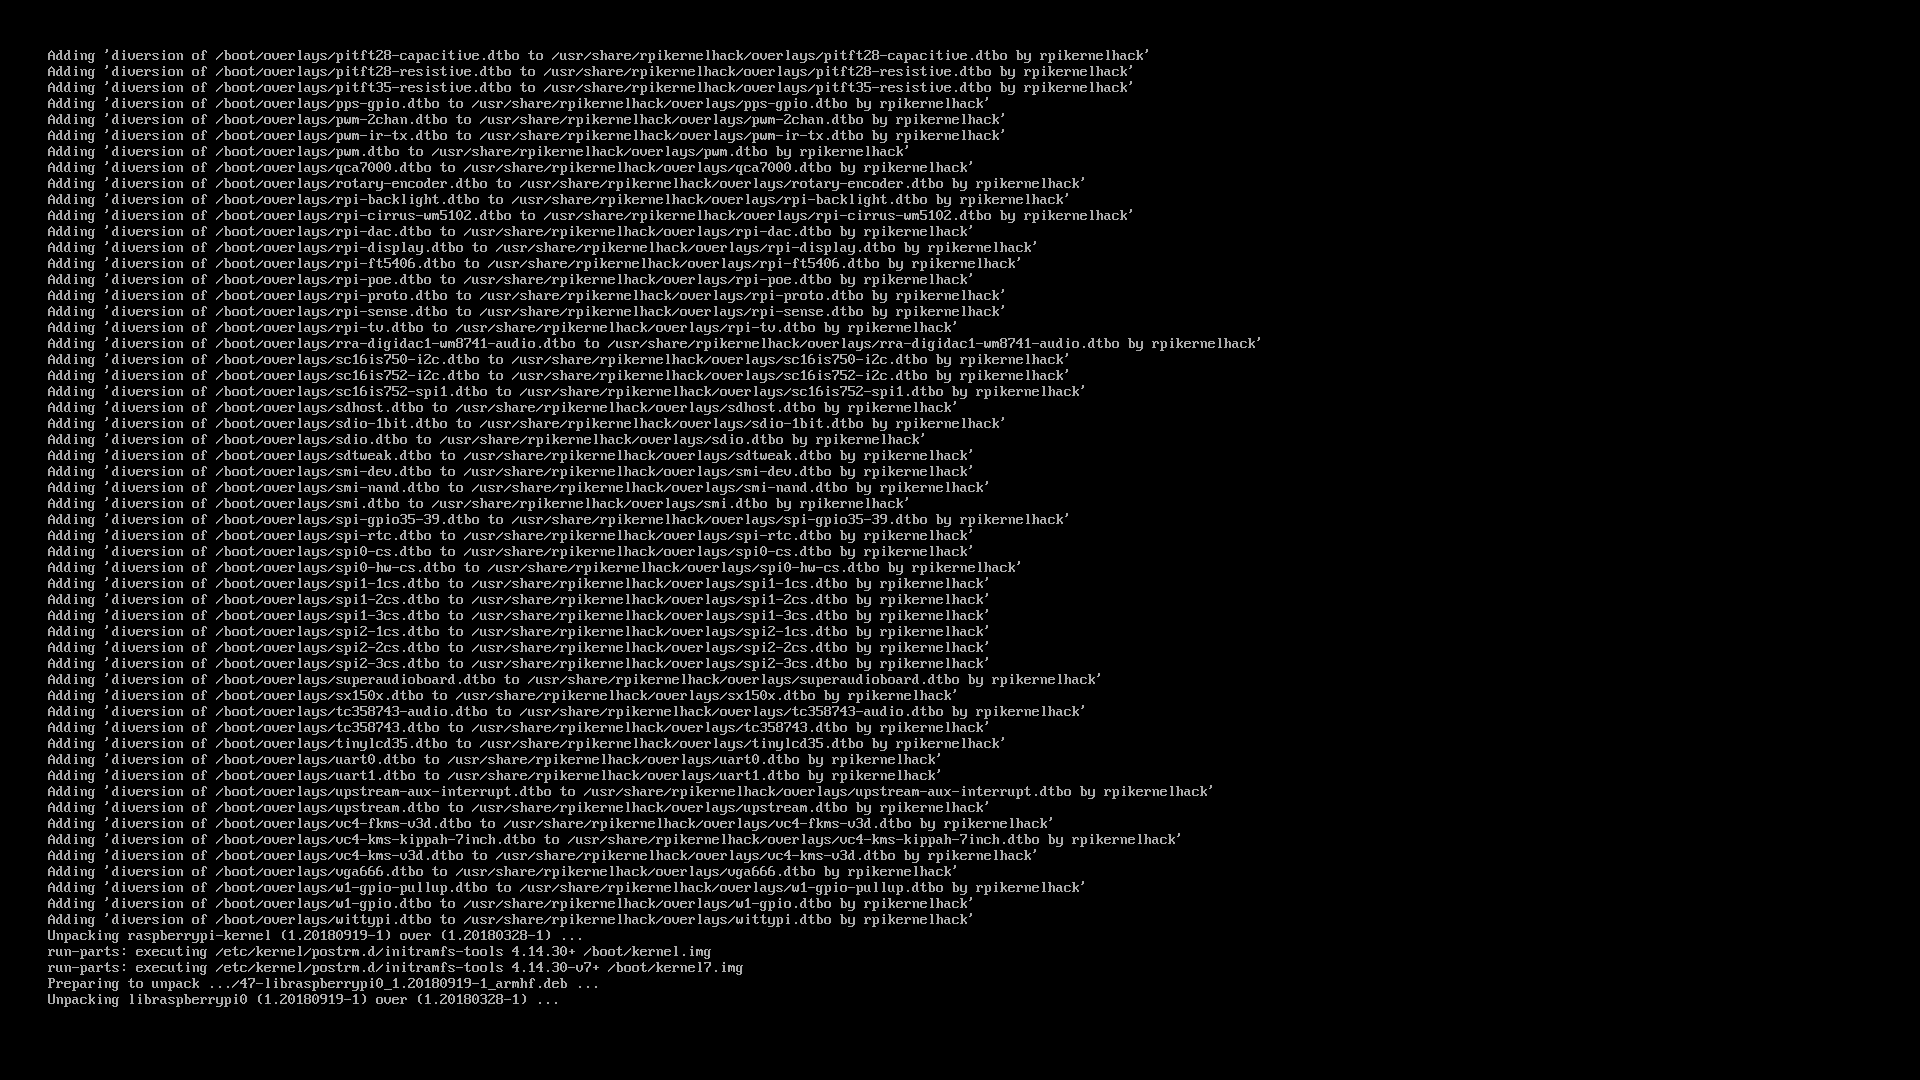 Adding 'diversion of /boot/overlays/pitft28-capacitive.dtbo to /usr/share/rpikernelhack/overlays/pitft28-capacitive.dtbo by rpikernelhack'
Adding 'diversion of /boot/overlays/pitft28-resistive.dtbo to /usr/share/rpikernelhack/overlays/pitft28-resistive.dtbo by rpikernelhack'
Adding 'diversion of /boot/overlays/pitft35-resistive.dtbo to /usr/share/rpikernelhack/overlays/pitft35-resistive.dtbo by rpikernelhack'
Adding 'diversion of /boot/overlays/pps-gpio.dtbo to /usr/share/rpikernelhack/overlays/pps-gpio.dtbo by rpikernelhack'
Adding 'diversion of /boot/overlays/pwm-2chan.dtbo to /usr/share/rpikernelhack/overlays/pwm-2chan.dtbo by rpikernelhack'
Adding 'diversion of /boot/overlays/pwm-ir-tx.dtbo to /usr/share/rpikernelhack/overlays/pwm-ir-tx.dtbo by rpikernelhack'
Adding 'diversion of /boot/overlays/pwm.dtbo to /usr/share/rpikernelhack/overlays/pwm.dtbo by rpikernelhack'
Adding 'diversion of /boot/overlays/qca7000.dtbo to /usr/share/rpikernelhack/overlays/qca7000.dtbo by rpikernelhack'
Adding 'diversion of /boot/overlays/rotary-encoder.dtbo to /usr/share/rpikernelhack/overlays/rotary-encoder.dtbo by rpikernelhack'
Adding 'diversion of /boot/overlays/rpi-backlight.dtbo to /usr/share/rpikernelhack/overlays/rpi-backlight.dtbo by rpikernelhack'
Adding 'diversion of /boot/overlays/rpi-cirrus-wm5102.dtbo to /usr/share/rpikernelhack/overlays/rpi-cirrus-wm5102.dtbo by rpikernelhack'
Adding 'diversion of /boot/overlays/rpi-dac.dtbo to /usr/share/rpikernelhack/overlays/rpi-dac.dtbo by rpikernelhack'
Adding 'diversion of /boot/overlays/rpi-display.dtbo to /usr/share/rpikernelhack/overlays/rpi-display.dtbo by rpikernelhack'
Adding 'diversion of /boot/overlays/rpi-ft5406.dtbo to /usr/share/rpikernelhack/overlays/rpi-ft5406.dtbo by rpikernelhack'
Adding 'diversion of /boot/overlays/rpi-poe.dtbo to /usr/share/rpikernelhack/overlays/rpi-poe.dtbo by rpikernelhack'
Adding 'diversion of /boot/overlays/rpi-proto.dtbo to /usr/share/rpikernelhack/overlays/rpi-proto.dtbo by rpikernelhack'
Adding 'diversion of /boot/overlays/rpi-sense.dtbo to /usr/share/rpikernelhack/overlays/rpi-sense.dtbo by rpikernelhack'
Adding 'diversion of /boot/overlays/rpi-tv.dtbo to /usr/share/rpikernelhack/overlays/rpi-tv.dtbo by rpikernelhack'
Adding 'diversion of /boot/overlays/rra-digidac1-wm8741-audio.dtbo to /usr/share/rpikernelhack/overlays/rra-digidac1-wm8741-audio.dtbo by rpikernelhack'
Adding 'diversion of /boot/overlays/sc16is750-i2c.dtbo to /usr/share/rpikernelhack/overlays/sc16is750-i2c.dtbo by rpikernelhack'
Adding 'diversion of /boot/overlays/sc16is752-i2c.dtbo to /usr/share/rpikernelhack/overlays/sc16is752-i2c.dtbo by rpikernelhack'
Adding 'diversion of /boot/overlays/sc16is752-spi1.dtbo to /usr/share/rpikernelhack/overlays/sc16is752-spi1.dtbo by rpikernelhack'
Adding 'diversion of /boot/overlays/sdhost.dtbo to /usr/share/rpikernelhack/overlays/sdhost.dtbo by rpikernelhack'
Adding 'diversion of /boot/overlays/sdio-1bit.dtbo to /usr/share/rpikernelhack/overlays/sdio-1bit.dtbo by rpikernelhack'
Adding 'diversion of /boot/overlays/sdio.dtbo to /usr/share/rpikernelhack/overlays/sdio.dtbo by rpikernelhack'
Adding 'diversion of /boot/overlays/sdtweak.dtbo to /usr/share/rpikernelhack/overlays/sdtweak.dtbo by rpikernelhack'
Adding 'diversion of /boot/overlays/smi-dev.dtbo to /usr/share/rpikernelhack/overlays/smi-dev.dtbo by rpikernelhack'
Adding 'diversion of /boot/overlays/smi-nand.dtbo to /usr/share/rpikernelhack/overlays/smi-nand.dtbo by rpikernelhack'
Adding 'diversion of /boot/overlays/smi.dtbo to /usr/share/rpikernelhack/overlays/smi.dtbo by rpikernelhack'
Adding 'diversion of /boot/overlays/spi-gpio35-39.dtbo to /usr/share/rpikernelhack/overlays/spi-gpio35-39.dtbo by rpikernelhack'
Adding 'diversion of /boot/overlays/spi-rtc.dtbo to /usr/share/rpikernelhack/overlays/spi-rtc.dtbo by rpikernelhack'
Adding 'diversion of /boot/overlays/spi0-cs.dtbo to /usr/share/rpikernelhack/overlays/spi0-cs.dtbo by rpikernelhack'
Adding 'diversion of /boot/overlays/spi0-hw-cs.dtbo to /usr/share/rpikernelhack/overlays/spi0-hw-cs.dtbo by rpikernelhack'
Adding 'diversion of /boot/overlays/spi1-1cs.dtbo to /usr/share/rpikernelhack/overlays/spi1-1cs.dtbo by rpikernelhack'
Adding 'diversion of /boot/overlays/spi1-2cs.dtbo to /usr/share/rpikernelhack/overlays/spi1-2cs.dtbo by rpikernelhack'
Adding 'diversion of /boot/overlays/spi1-3cs.dtbo to /usr/share/rpikernelhack/overlays/spi1-3cs.dtbo by rpikernelhack'
Adding 'diversion of /boot/overlays/spi2-1cs.dtbo to /usr/share/rpikernelhack/overlays/spi2-1cs.dtbo by rpikernelhack'
Adding 'diversion of /boot/overlays/spi2-2cs.dtbo to /usr/share/rpikernelhack/overlays/spi2-2cs.dtbo by rpikernelhack'
Adding 'diversion of /boot/overlays/spi2-3cs.dtbo to /usr/share/rpikernelhack/overlays/spi2-3cs.dtbo by rpikernelhack'
Adding 'diversion of /boot/overlays/superaudioboard.dtbo to /usr/share/rpikernelhack/overlays/superaudioboard.dtbo by rpikernelhack'
Adding 'diversion of /boot/overlays/sx150x.dtbo to /usr/share/rpikernelhack/overlays/sx150x.dtbo by rpikernelhack'
Adding 'diversion of /boot/overlays/tc358743-audio.dtbo to /usr/share/rpikernelhack/overlays/tc358743-audio.dtbo by rpikernelhack'
Adding 'diversion of /boot/overlays/tc358743.dtbo to /usr/share/rpikernelhack/overlays/tc358743.dtbo by rpikernelhack'
Adding 'diversion of /boot/overlays/tinylcd35.dtbo to /usr/share/rpikernelhack/overlays/tinylcd35.dtbo by rpikernelhack'
Adding 'diversion of /boot/overlays/uart0.dtbo to /usr/share/rpikernelhack/overlays/uart0.dtbo by rpikernelhack'
Adding 'diversion of /boot/overlays/uart1.dtbo to /usr/share/rpikernelhack/overlays/uart1.dtbo by rpikernelhack'
Adding 'diversion of /boot/overlays/upstream-aux-interrupt.dtbo to /usr/share/rpikernelhack/overlays/upstream-aux-interrupt.dtbo by rpikernelhack'
Adding 'diversion of /boot/overlays/upstream.dtbo to /usr/share/rpikernelhack/overlays/upstream.dtbo by rpikernelhack'
Adding 'diversion of /boot/overlays/vc4-fkms-v3d.dtbo to /usr/share/rpikernelhack/overlays/vc4-fkms-v3d.dtbo by rpikernelhack'
Adding 'diversion of /boot/overlays/vc4-kms-kippah-7inch.dtbo to /usr/share/rpikernelhack/overlays/vc4-kms-kippah-7inch.dtbo by rpikernelhack'
Adding 'diversion of /boot/overlays/vc4-kms-v3d.dtbo to /usr/share/rpikernelhack/overlays/vc4-kms-v3d.dtbo by rpikernelhack'
Adding 'diversion of /boot/overlays/vga666.dtbo to /usr/share/rpikernelhack/overlays/vga666.dtbo by rpikernelhack'
Adding 'diversion of /boot/overlays/w1-gpio-pullup.dtbo to /usr/share/rpikernelhack/overlays/w1-gpio-pullup.dtbo by rpikernelhack'
Adding 'diversion of /boot/overlays/w1-gpio.dtbo to /usr/share/rpikernelhack/overlays/w1-gpio.dtbo by rpikernelhack'
Adding 'diversion of /boot/overlays/wittypi.dtbo to /usr/share/rpikernelhack/overlays/wittypi.dtbo by rpikernelhack'
Unpacking raspberrypi-kernel (1.20180919-1) over (1.20180328-1) ...
run-parts: executing /etc/kernel/postrm.d/initramfs-tools 4.14.30+ /boot/kernel.img
run-parts: executing /etc/kernel/postrm.d/initramfs-tools 4.14.30-v7+ /boot/kernel7.img
Preparing to unpack .../47-libraspberrypi0_1.20180919-1_armhf.deb ...
Unpacking libraspberrypi0 (1.20180919-1) over (1.20180328-1) ...